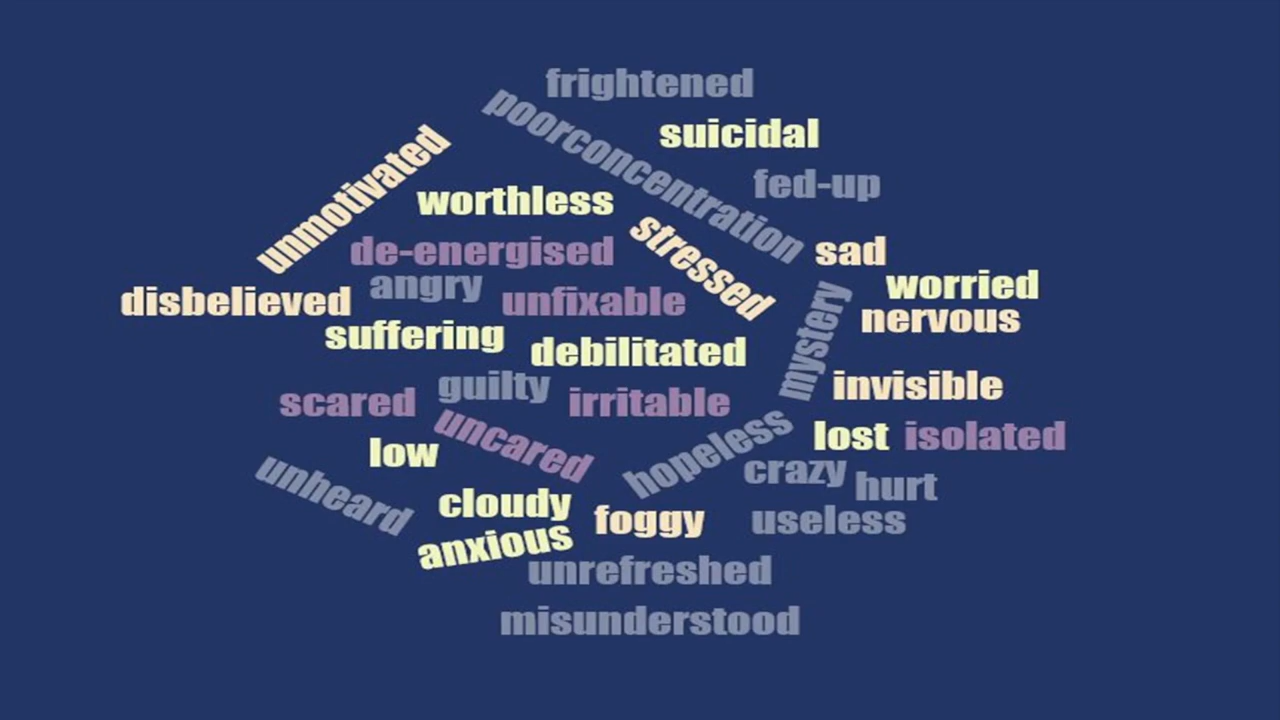 frightened
poorconcentration
suicidal
unmotivated
fed-up
worthless
stressed
de-energised
sad
angry
worried
disbelieved
unfixable
nervous
suffering
mystery
debilitated
guilty
invisible
scared
irritable
uncared
hopeless
lost
isolated
low
crazy
unheard
hurt
cloudy
foggy
useless
anxious
unrefreshed
misunderstood